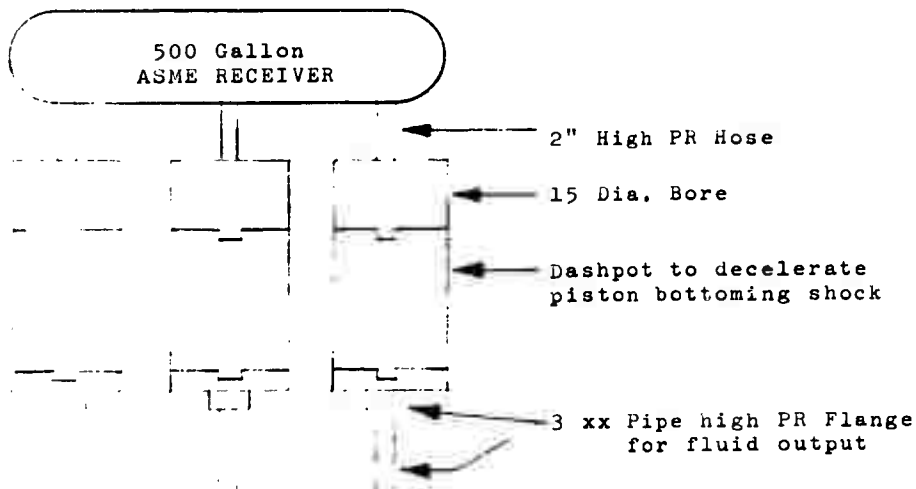 500 Gallon
ASME RECEIVER
2" High PR Hose
15 Dia. Bore
Dashpot to decelerate
piston bottoming shock
3 xx Pipe high PR Flange
for fluid output